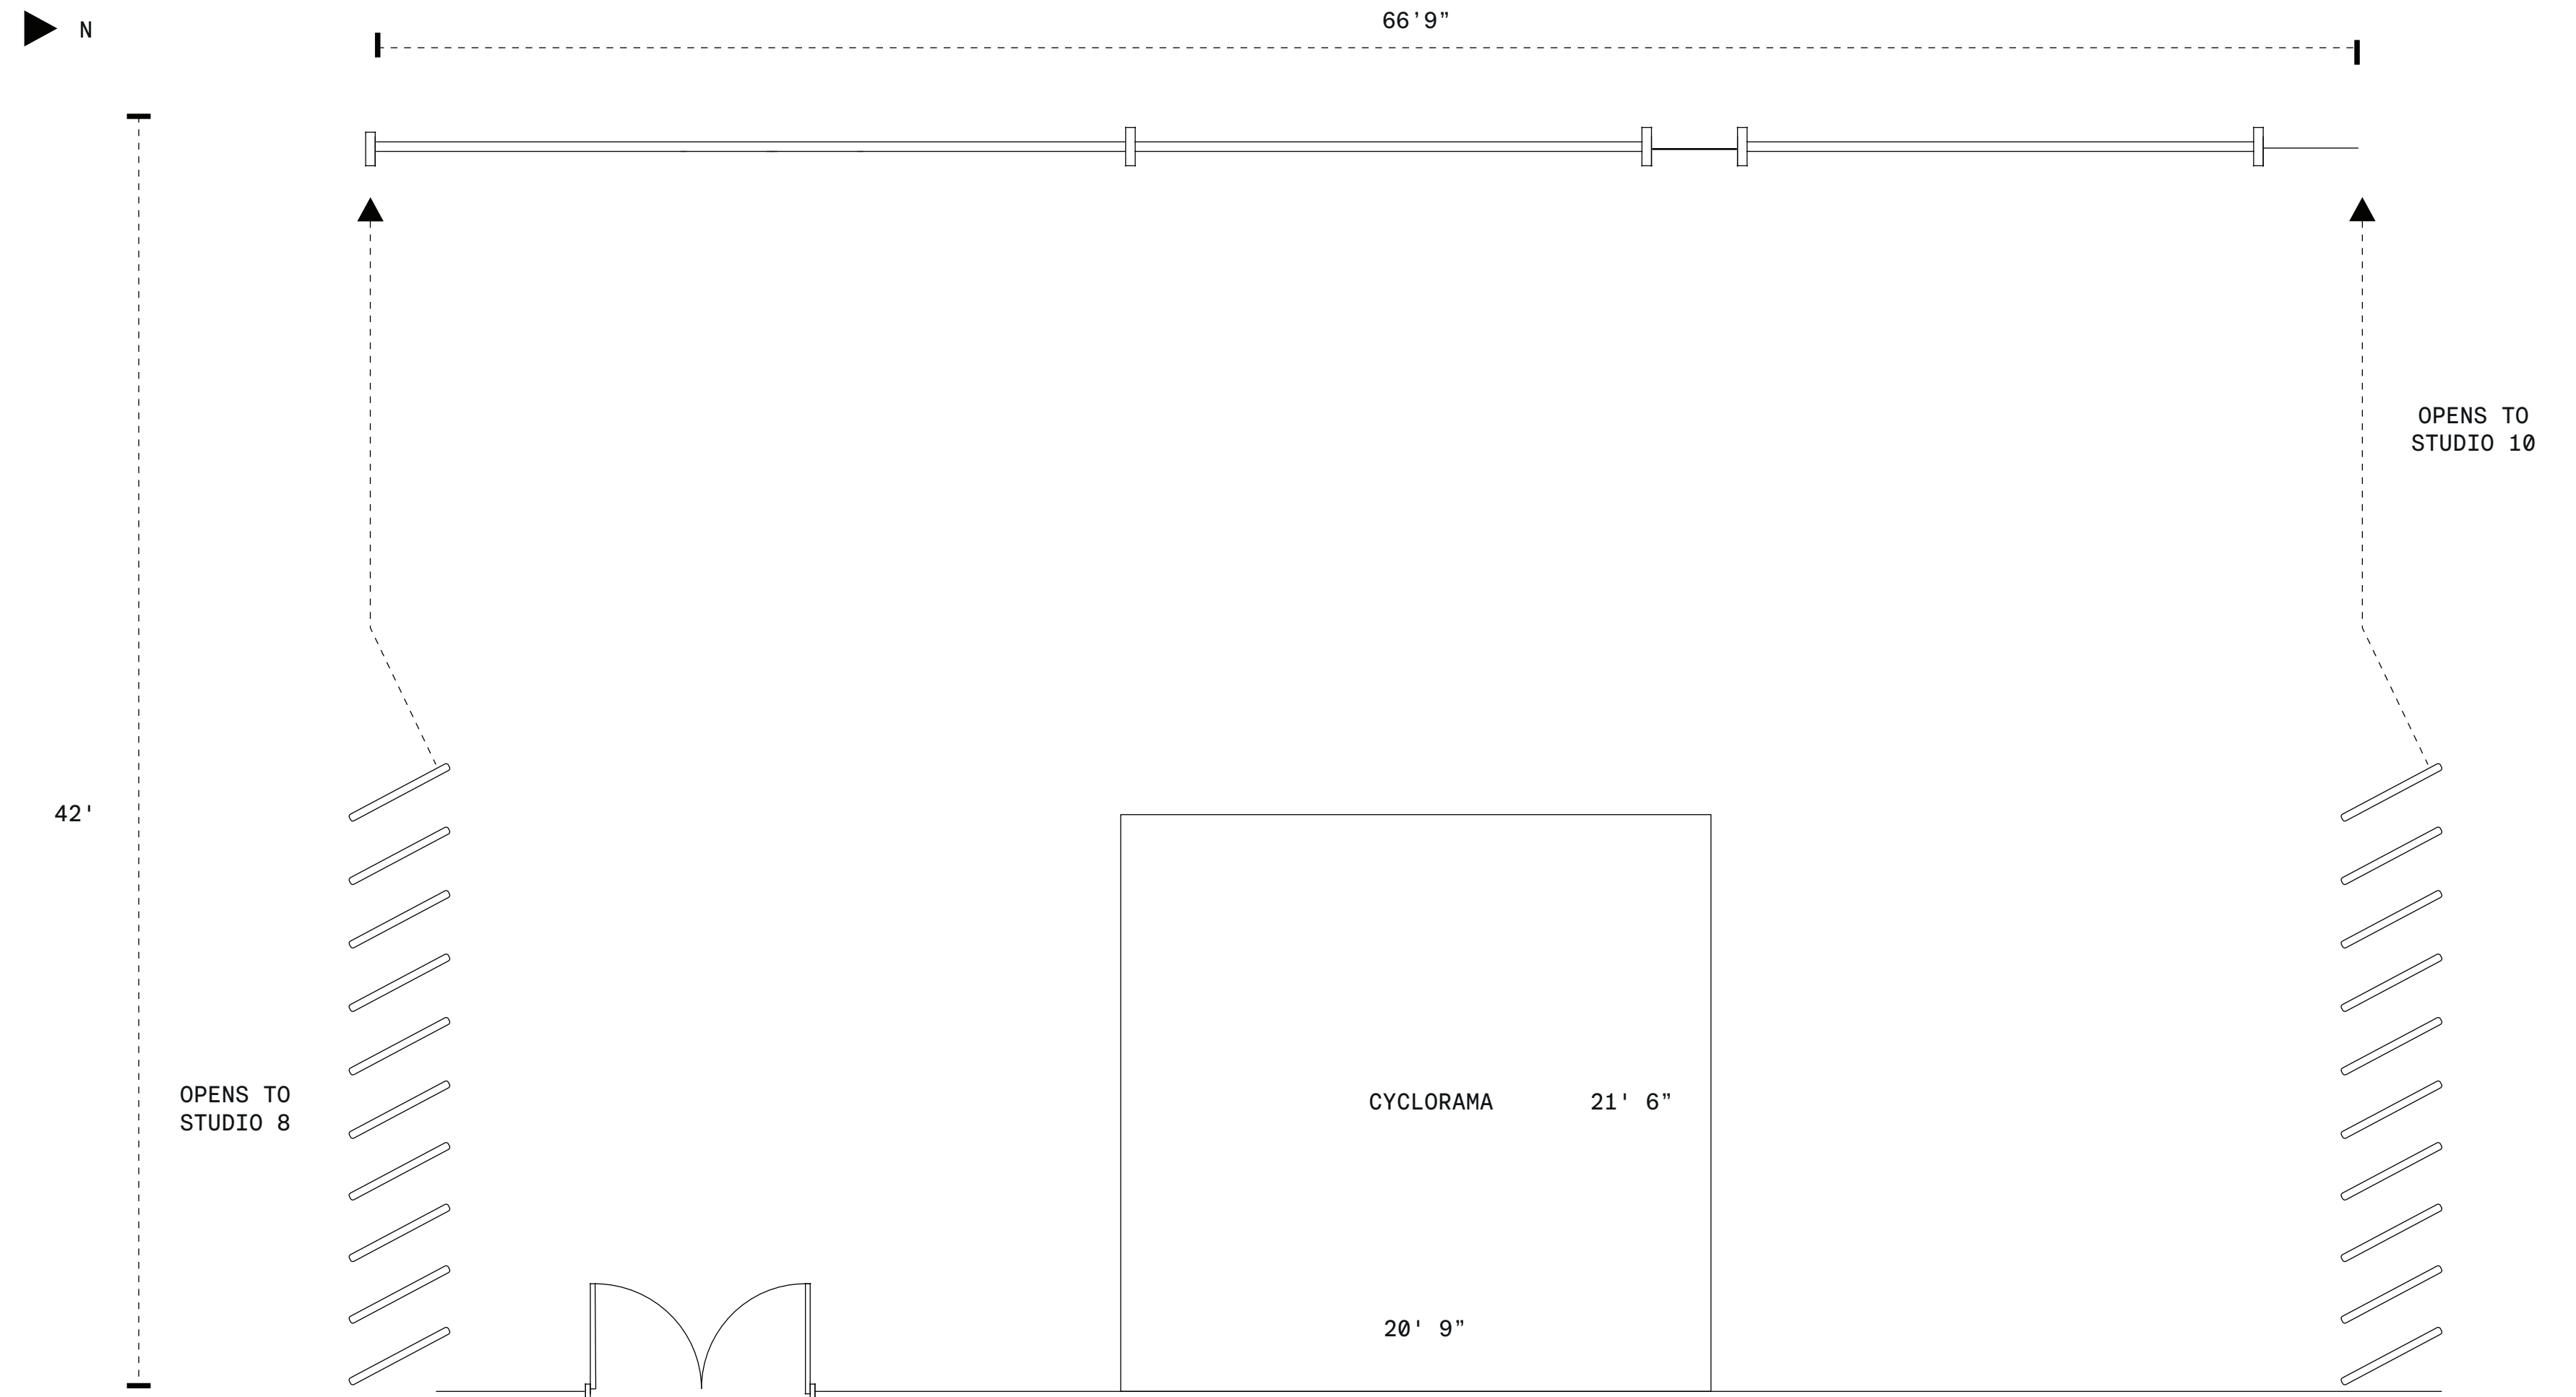 N
66’9”
OPENS TO
STUDIO 10
42'
CYCLORAMA
21' 6”
OPENS TO
STUDIO 8
20' 9”